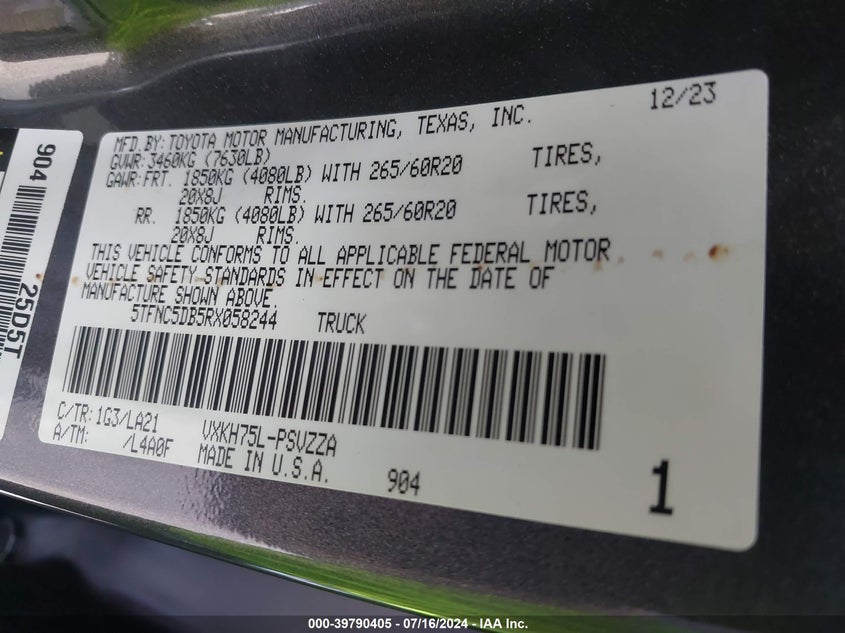 12/23
MFD.BY:TOYOTA MOTOR MANUFACTURING, TEXAS, INC.
GVWR: 3460KG (7630LB)
GAWR:FRT. 1850KG (4080LB) WITH 265/60R20 TIRES,
20X8J RIMS.
RR. 1850KG (4080LB) WITH 265/60R20 TIRES,
20X8J RIMS.
THIS VEHICLE CONFORMS TO ALL APPLICABLE FEDERAL MOTOR
VEHICLE SAFETY STANDARDS IN EFFECT ON THE DATE OF
MANUFACTURE SHOWN ABOVE.
5TFNC5DB5RX058244 TRUCK
C/TR:1G3/LA21 VXKH75L-PSVZZA
A/TM: /L4A0F MADE IN U.S.A.
904
1
904
25D5T
000-39790405 - 07/16/2024 - IAA Inc.